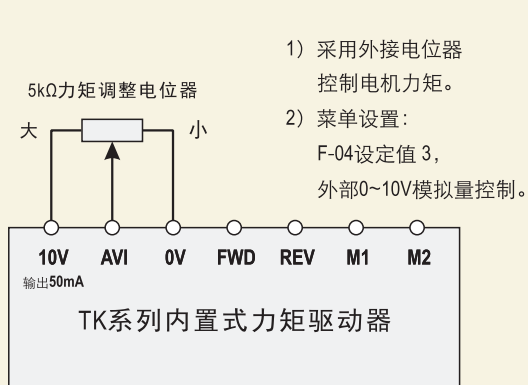 1) 采用外接电位器
控制电机力矩。
2) 菜单设置:
F-04设定值 3,
外部0~10V模拟量控制。
5kΩ力矩调整电位器
大
小
10V AVI 0V FWD REV M1 M2
输出50mA
TK系列内置式力矩驱动器